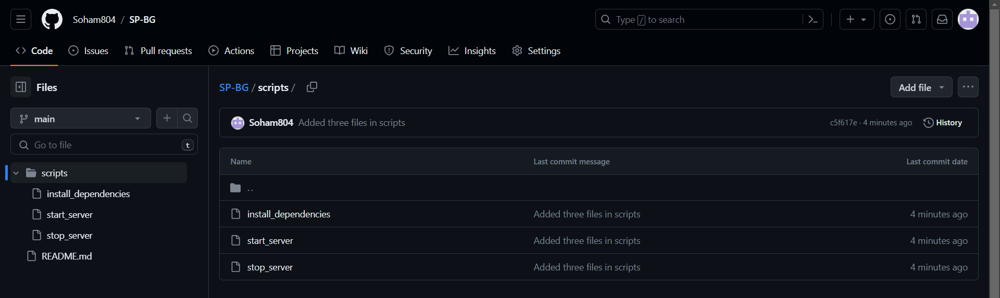 Soham804 / SP-BG
Type / to search
Code Issues Pull requests Actions Projects Wiki Security Insights Settings
Files
main
Go to file t
scripts
install_dependencies
start_server
stop_server
README.md
SP-BG / scripts /
Add file
Soham804 Added three files in scripts c5f617e · 4 minutes ago History
Name Last commit message Last commit date
..
install_dependencies Added three files in scripts 4 minutes ago
start_server Added three files in scripts 4 minutes ago
stop_server Added three files in scripts 4 minutes ago